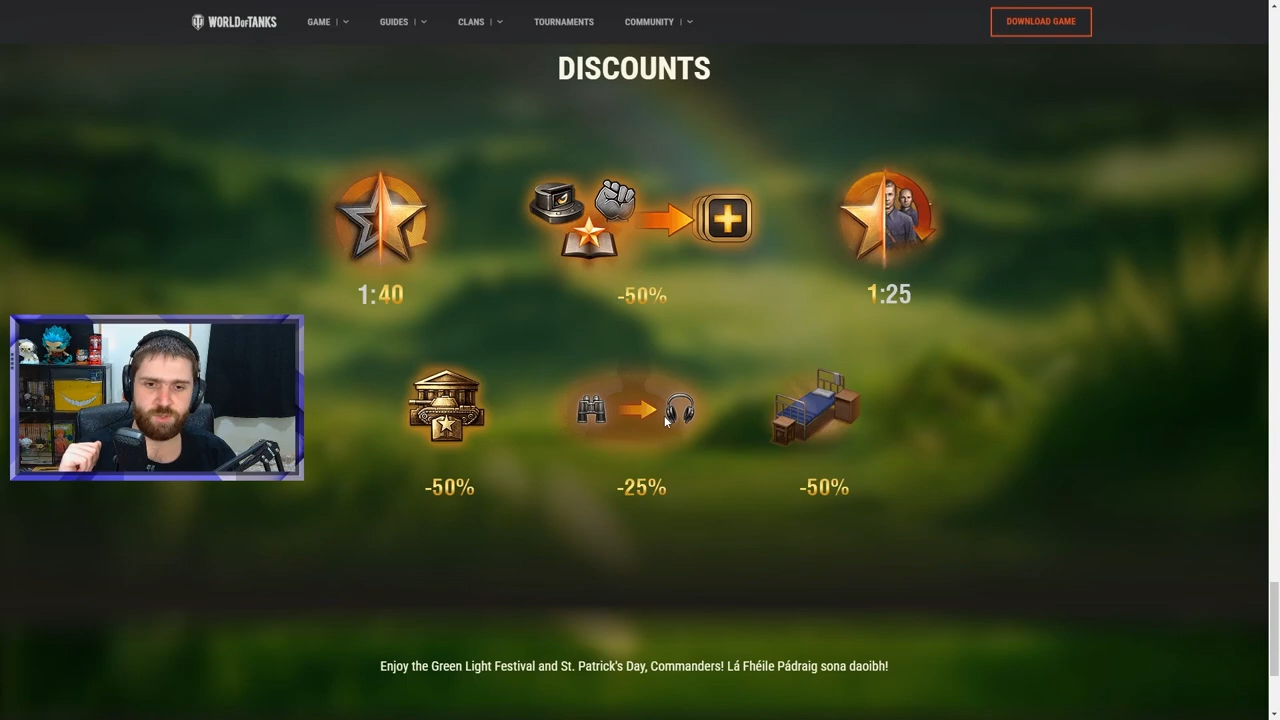 WORLD OF TANKS
GAME
GUIDES
CLANS
TOURNAMENTS
COMMUNITY
DOWNLOAD GAME
DISCOUNTS
1:40
-50%
1:25
-50%
-25%
-50%
Enjoy the Green Light Festival and St. Patrick's Day, Commanders! Lá Fhéile Pádraig sona daoibh!